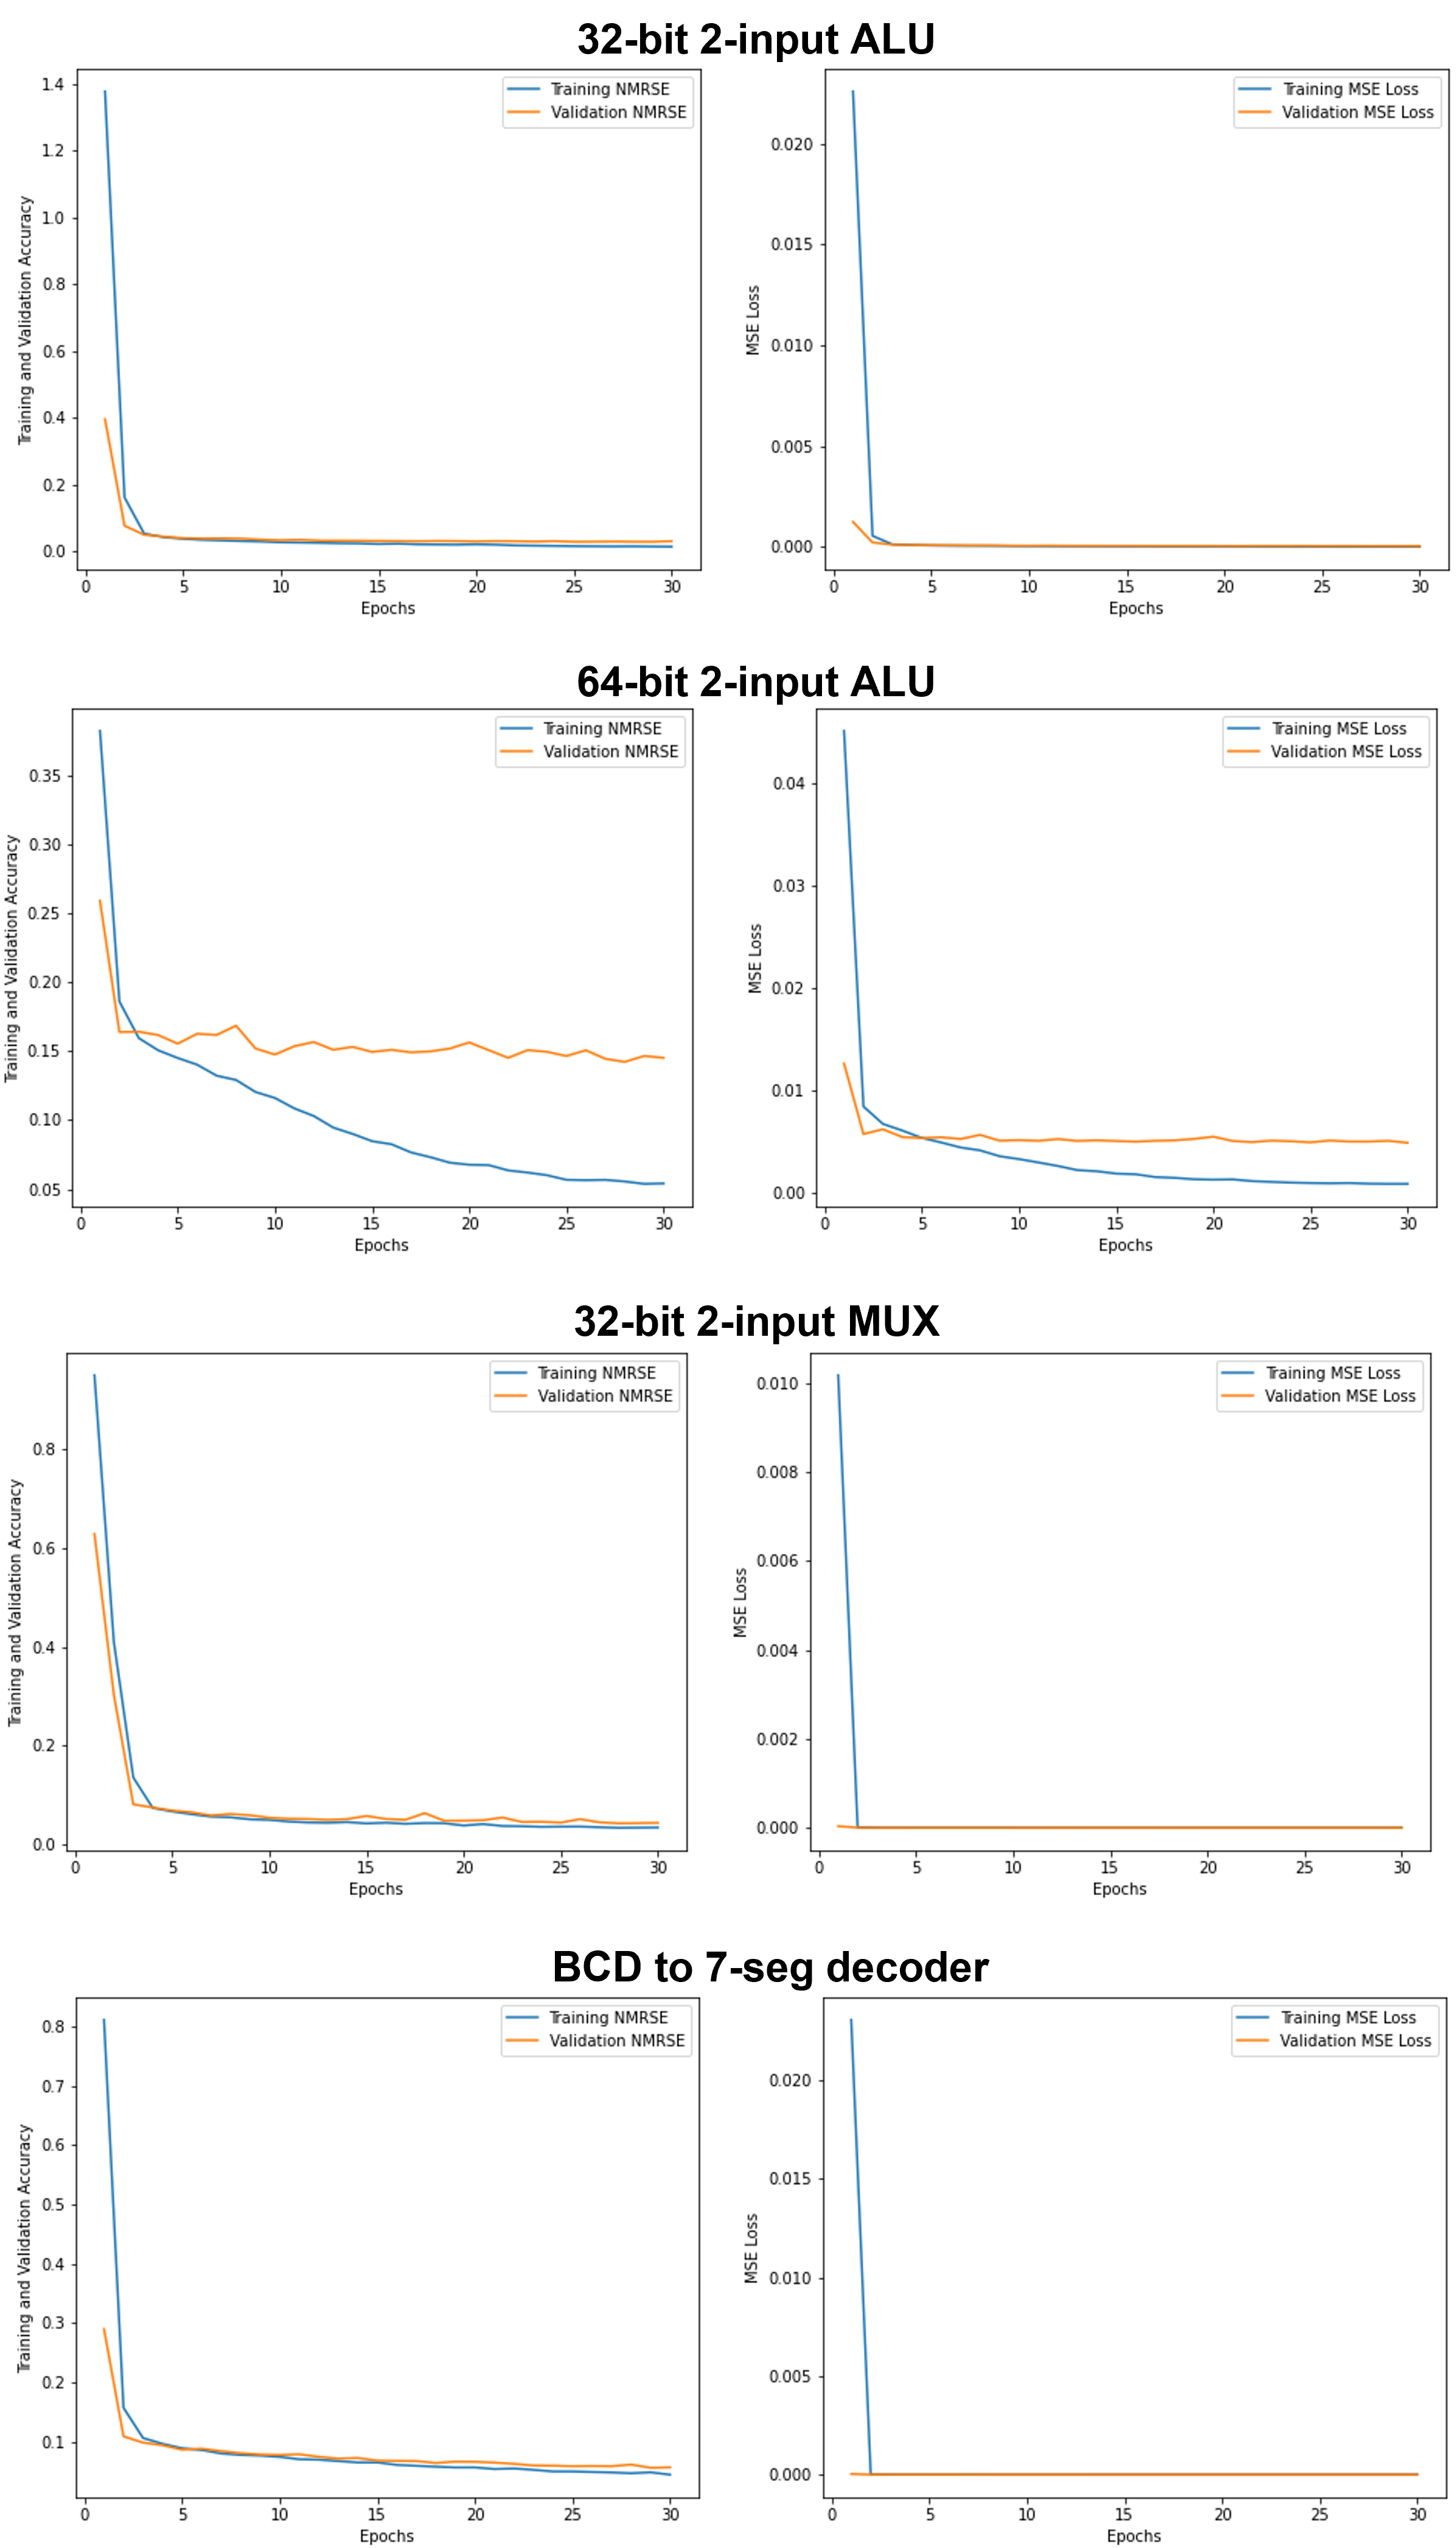 32-bit 2-input ALU
Training NMRSE
Validation NMRSE
1.4
1.2
1.0
0.8
0.6
0.4
0.2
0.0
Training and Validation Accuracy
0 5 10 15 20 25 30
Epochs
Training MSE Loss
Validation MSE Loss
0.020
0.015
0.010
0.005
0.000
MSE Loss
0 5 10 15 20 25 30
Epochs
64-bit 2-input ALU
Training NMRSE
Validation NMRSE
0.35
0.30
0.25
0.20
0.15
0.10
0.05
Training and Validation Accuracy
0 5 10 15 20 25 30
Epochs
Training MSE Loss
Validation MSE Loss
0.04
0.03
0.02
0.01
0.00
MSE Loss
0 5 10 15 20 25 30
Epochs
32-bit 2-input MUX
Training NMRSE
Validation NMRSE
0.8
0.6
0.4
0.2
0.0
Training and Validation Accuracy
0 5 10 15 20 25 30
Epochs
Training MSE Loss
Validation MSE Loss
0.010
0.008
0.006
0.004
0.002
0.000
MSE Loss
0 5 10 15 20 25 30
Epochs
BCD to 7-seg decoder
Training NMRSE
Validation NMRSE
0.8
0.7
0.6
0.5
0.4
0.3
0.2
0.1
Training and Validation Accuracy
0 5 10 15 20 25 30
Epochs
Training MSE Loss
Validation MSE Loss
0.020
0.015
0.010
0.005
0.000
MSE Loss
0 5 10 15 20 25 30
Epochs